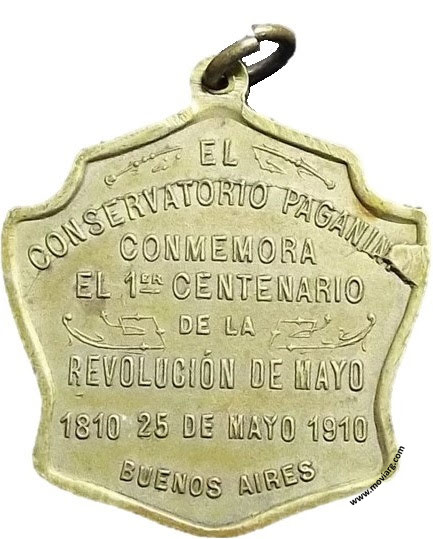 EL
CONSERVATORIO PAGANINI
CONMEMORA
EL 1ER CENTENARIO
DE LA
REVOLUCIÓN DE MAYO
1810 25 DE MAYO 1910
BUENOS AIRES
www.moviarg.com